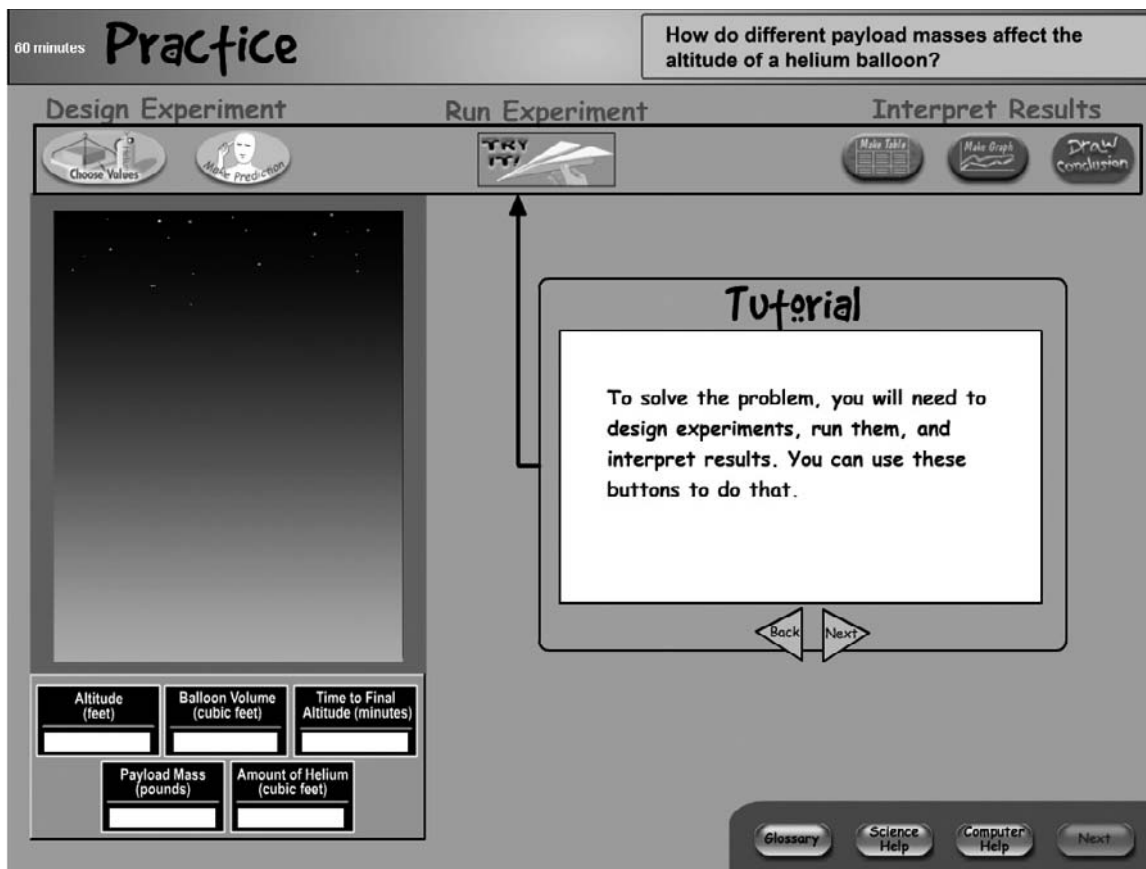 60 minutes Practice
How do different payload masses affect the
altitude of a helium balloon?
Design Experiment
Run Experiment
Interpret Results
Choose Values
Make Prediction
TRY
IT!
Make Table
Make Graph
Draw
Conclusion
Tutorial
To solve the problem, you will need to
design experiments, run them, and
interpret results. You can use these
buttons to do that.
Back
Next
Altitude
(feet)
Balloon Volume
(cubic feet)
Time to Final
Altitude (minutes)
Payload Mass
(pounds)
Amount of Helium
(cubic feet)
Glossary
Science
Help
Computer
Help
Next